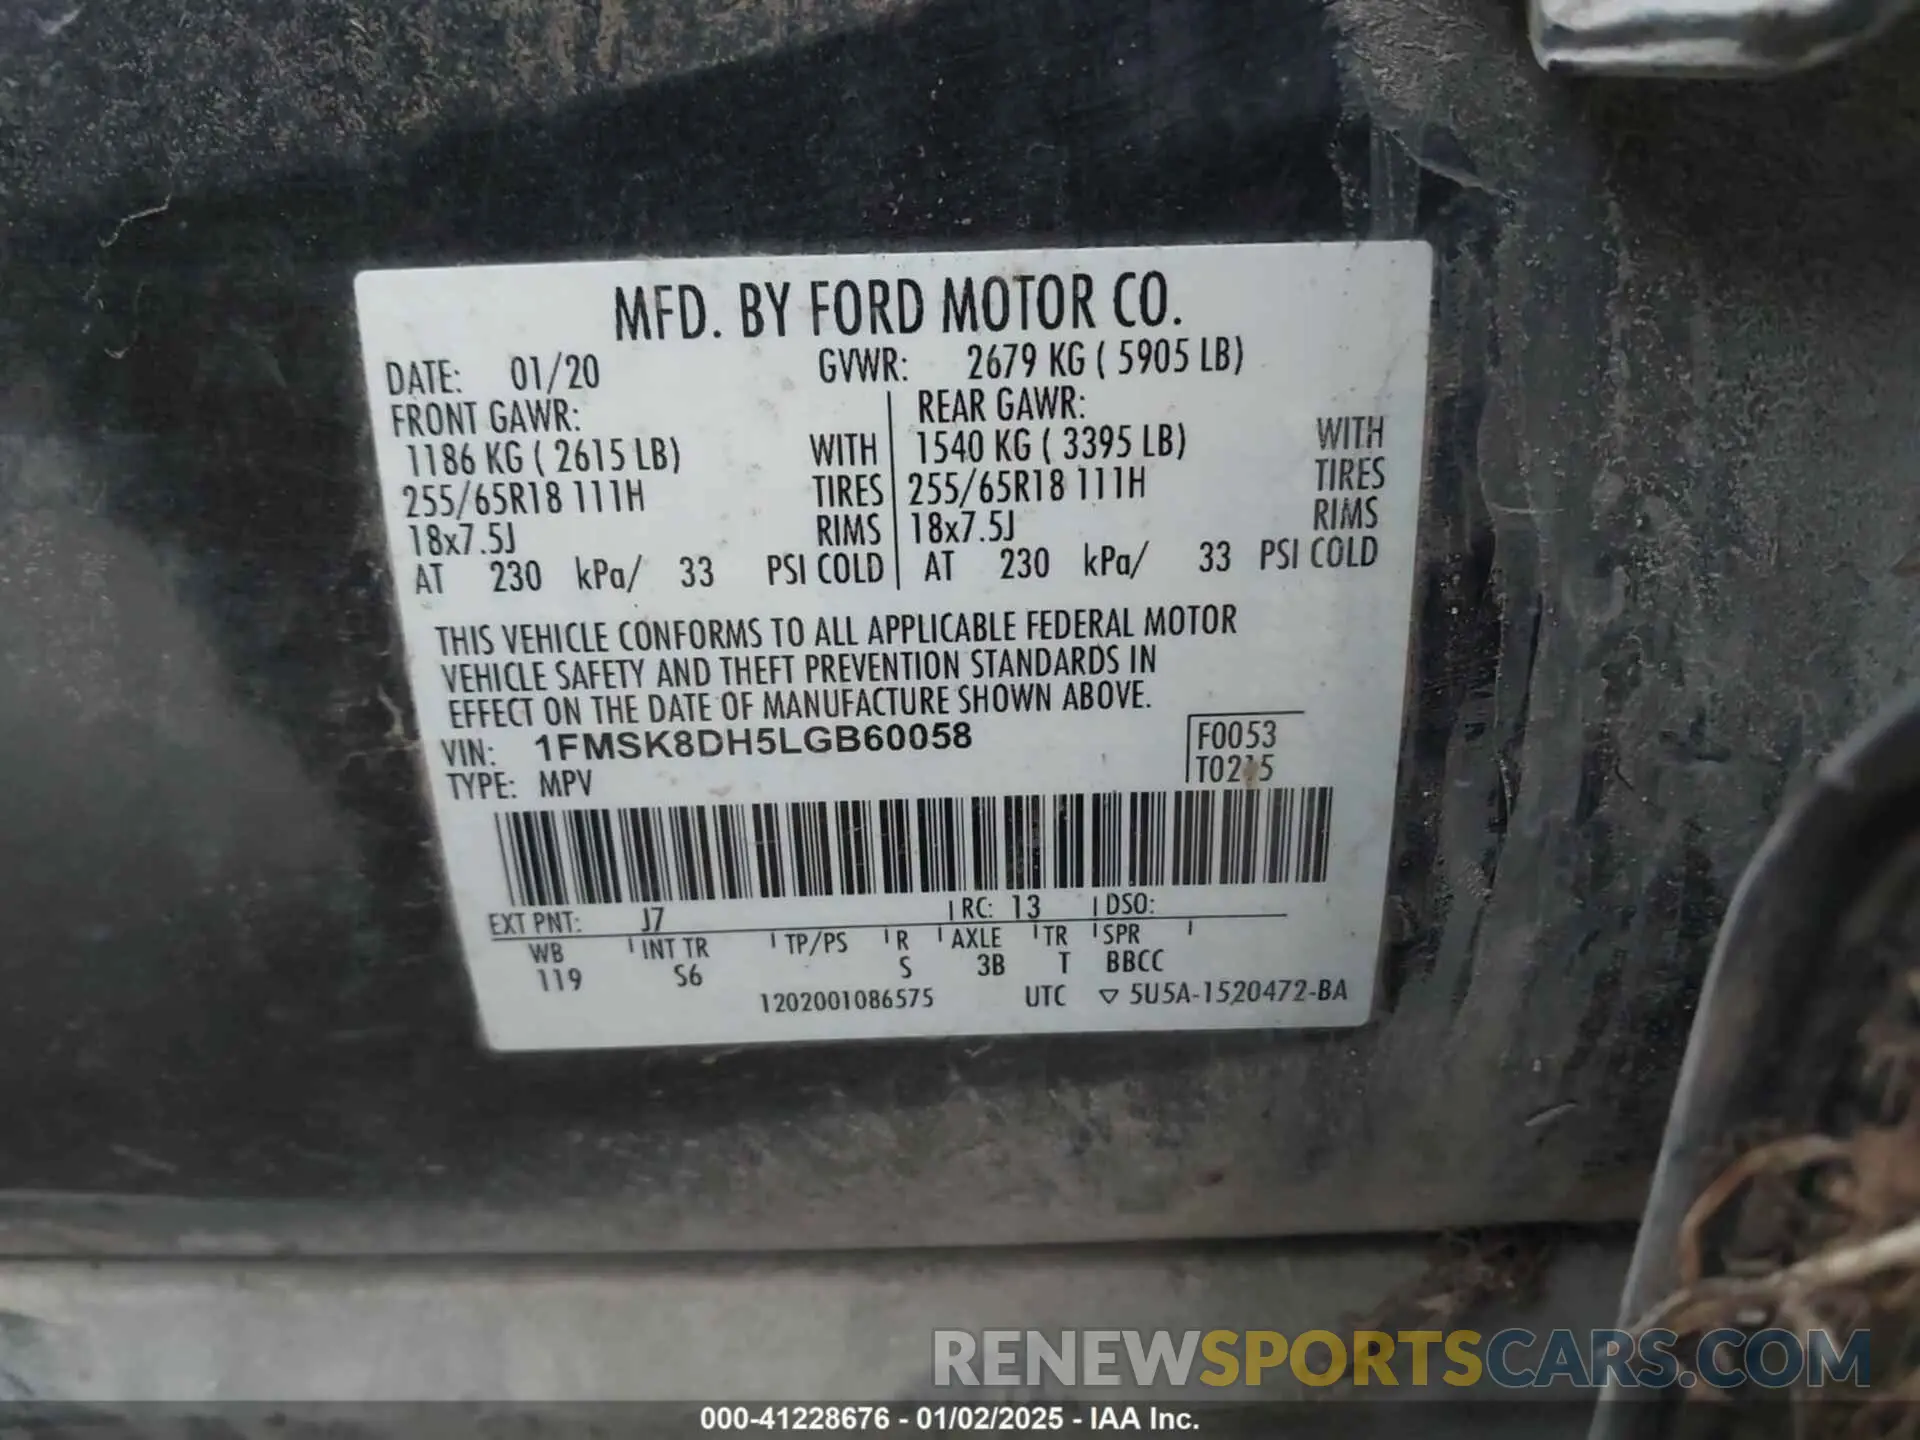 MFD. BY FORD MOTOR CO.
DATE: 01/20 GVWR: 2679 KG ( 5905 LB)
FRONT GAWR: REAR GAWR:
1186 KG ( 2615 LB) WITH 1540 KG ( 3395 LB) WITH
255/65R18 111H TIRES 255/65R18 111H TIRES
18x7.5J RIMS 18x7.5J RIMS
AT 230 kPa/ 33 PSI COLD AT 230 kPa/ 33 PSI COLD
THIS VEHICLE CONFORMS TO ALL APPLICABLE FEDERAL MOTOR
VEHICLE SAFETY AND THEFT PREVENTION STANDARDS IN
EFFECT ON THE DATE OF MANUFACTURE SHOWN ABOVE.
VIN: 1FMSK8DH5LGB60058 F0053
TYPE: MPV T0215
EXT PNT: J7 RC: 13 DSO:
WB INT TR TP/PS R AXLE TR SPR
119 S6 S 3B T BBCC
1202001086575 UTC ▽ 5U5A-1520472-BA
RENEWSPORTSCARS.COM
000-41228676 - 01/02/2025 - IAA Inc.